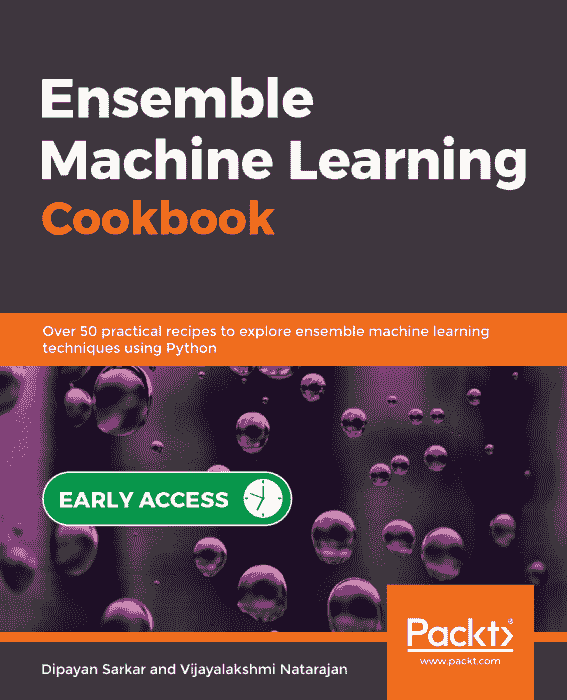 Ensemble
Machine Learning
Cookbook
Over 50 practical recipes to explore ensemble machine learning
techniques using Python
EARLY ACCESS
Packt>
www.packt.com
Dipayan Sarkar and Vijayalakshmi Natarajan